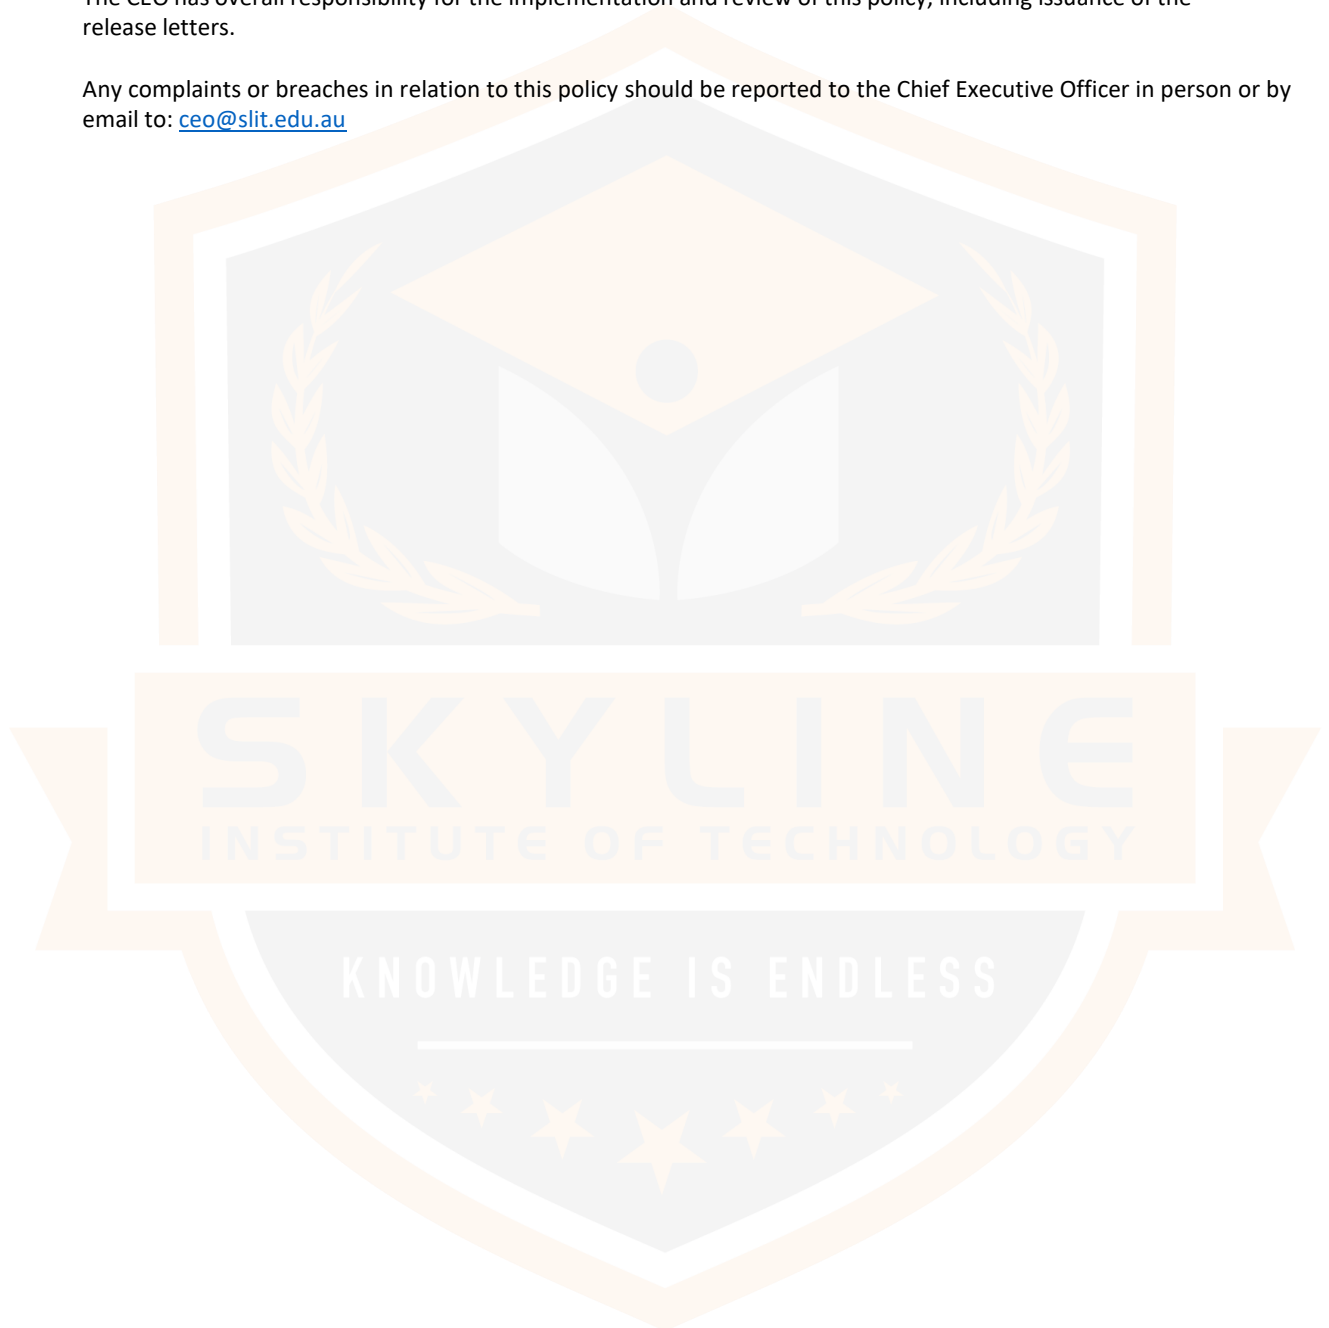 The CEO has overall responsibility for the implementation and review of this policy, including issuance of the
release letters.
Any complaints or breaches in relation to this policy should be reported to the Chief Executive Officer in person or by
email to: ceo@slit.edu.au
SKYLINE
INSTITUTE OF TECHNOLOGY
KNOWLEDGE IS ENDLESS